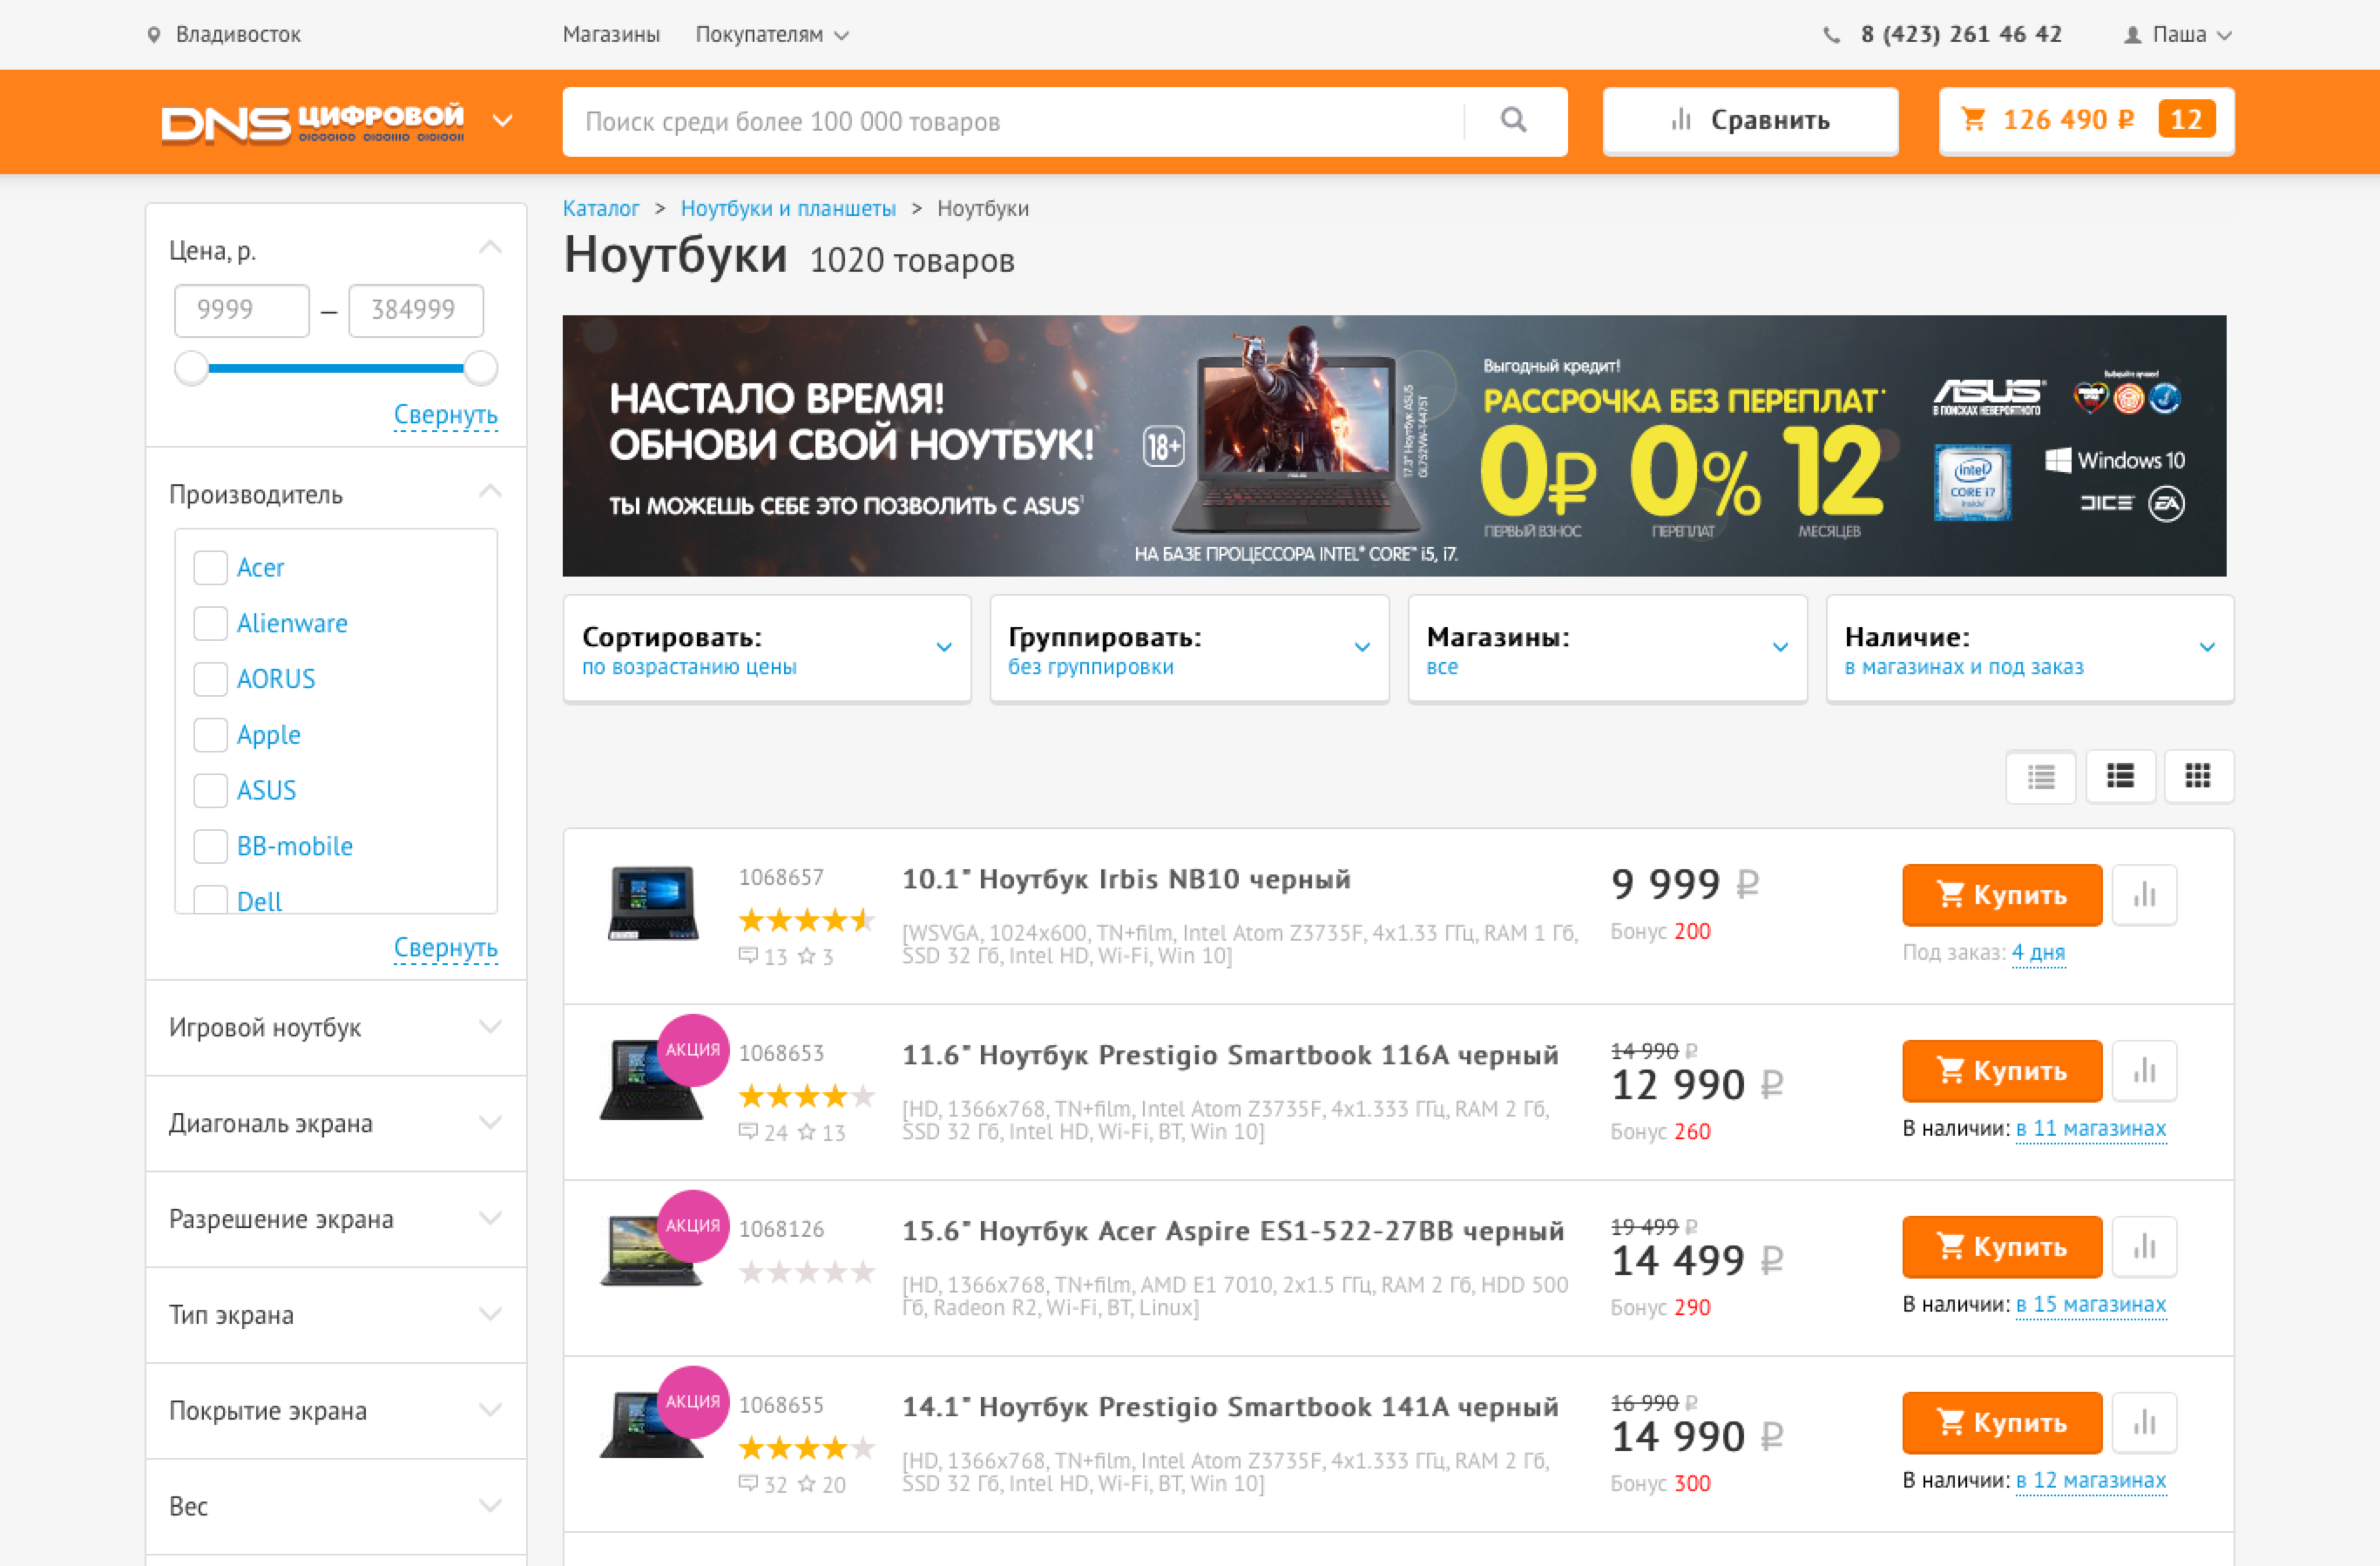 Владивосток
Магазины
Покупателям
8 (423) 261 46 42
Паша
DNS ЦИФРОВОЙ
01000100 01001110 01010011
Поиск среди более 100 000 товаров
Сравнить
126 490 ₽ 12
Цена, р.
9999 — 384999
Свернуть
Производитель
Acer
Alienware
AORUS
Apple
ASUS
BB-mobile
Dell
Свернуть
Игровой ноутбук
Диагональ экрана
Разрешение экрана
Тип экрана
Покрытие экрана
Вес
Каталог > Ноутбуки и планшеты > Ноутбуки
Ноутбуки 1020 товаров
НАСТАЛО ВРЕМЯ!
ОБНОВИ СВОЙ НОУТБУК!
ТЫ МОЖЕШЬ СЕБЕ ЭТО ПОЗВОЛИТЬ С ASUS¹
18+
17.3" Ноутбук ASUS
GL752VW-T4475T
НА БАЗЕ ПРОЦЕССОРА INTEL® CORE™ i5, i7.
Выгодный кредит!
РАССРОЧКА БЕЗ ПЕРЕПЛАТ*
0₽ 0% 12
ПЕРВЫЙ ВЗНОС ПЕРЕПЛАТ МЕСЯЦЕВ
ASUS
В ПОИСКАХ НЕВЕРОЯТНОГО
intel
CORE i7
inside
Windows 10
DICE EA
Сортировать:
по возрастанию цены
Группировать:
без группировки
Магазины:
все
Наличие:
в магазинах и под заказ
1068657
13 3
10.1" Ноутбук Irbis NB10 черный
[WSVGA, 1024x600, TN+film, Intel Atom Z3735F, 4x1.33 ГГц, RAM 1 Гб,
SSD 32 Гб, Intel HD, Wi-Fi, Win 10]
9 999 ₽
Бонус 200
Купить
Под заказ: 4 дня
АКЦИЯ
1068653
24 13
11.6" Ноутбук Prestigio Smartbook 116A черный
[HD, 1366x768, TN+film, Intel Atom Z3735F, 4x1.333 ГГц, RAM 2 Гб,
SSD 32 Гб, Intel HD, Wi-Fi, BT, Win 10]
14 990 ₽
12 990 ₽
Бонус 260
Купить
В наличии: в 11 магазинах
АКЦИЯ
1068126
15.6" Ноутбук Acer Aspire ES1-522-27BB черный
[HD, 1366x768, TN+film, AMD E1 7010, 2x1.5 ГГц, RAM 2 Гб, HDD 500
Гб, Radeon R2, Wi-Fi, BT, Linux]
19 499 ₽
14 499 ₽
Бонус 290
Купить
В наличии: в 15 магазинах
АКЦИЯ
1068655
32 20
14.1" Ноутбук Prestigio Smartbook 141A черный
[HD, 1366x768, TN+film, Intel Atom Z3735F, 4x1.333 ГГц, RAM 2 Гб,
SSD 32 Гб, Intel HD, Wi-Fi, BT, Win 10]
16 990 ₽
14 990 ₽
Бонус 300
Купить
В наличии: в 12 магазинах